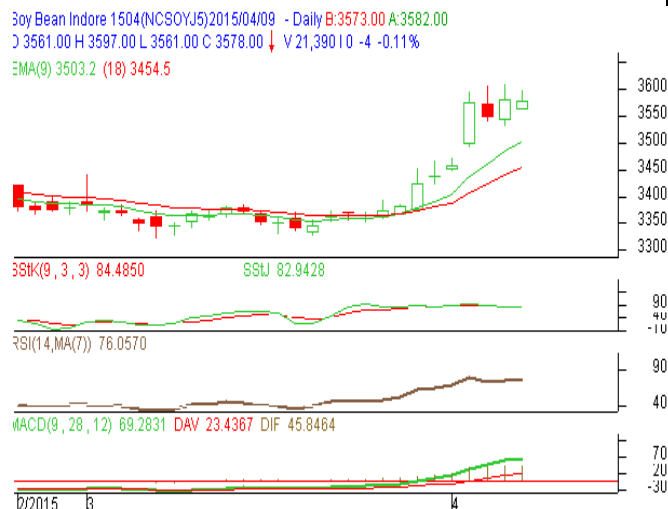 Soy Bean Indore 1504(NCSOYJ5)2015/04/09 - Daily B:3573.00 A:3582.00
O 3561.00 H 3597.00 L 3561.00 C 3578.00 V 21,390 I 0 -4 -0.11%
EMA(9) 3503.2 (18) 3454.5
3600
3550
3500
3450
3400
3350
3300
SStK(9 , 3 , 3) 84.4850 SStJ 82.9428
90
40
-10
RSI(14,MA(7)) 76.0570
90
40
MACD(9 , 28 , 12) 69.2831 DAV 23.4367 DIF 45.8464
70
20
-30
2/2015 3 4